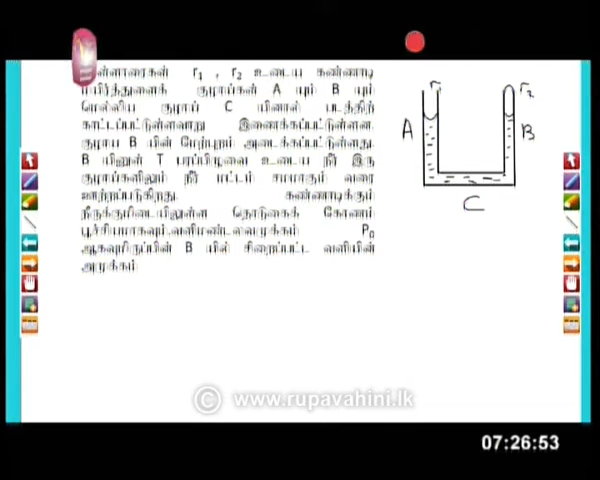 உள்ளாரைகள் r₁ , r₂ உடைய கண்ணாடி
மயிர்த்துளைக் குழாய்கள் A யும் B யும்
மெல்லிய குழாய் C யினால் படத்திற்
காட்டப்பட்டுள்ளவாறு இணைக்கப்பட்டுள்ளன.
குழாய B யின் மேற்புறம் அடைக்கப்பட்டுள்ளது.
B யினுள் T பரப்பிழுவை உடைய நீர் இரு
குழாய்களிலும் நீர் மட்டம் சமமாகும் வரை
ஊற்றப்படுகிறது. கண்ணாடிக்கும்
நீருக்குமிடையிலுள்ள தொடுகைக் கோணம்
பூச்சியமாகவும்,வளிமண்டலவமுக்கம் P₀
ஆகவுமிருப்பின் B யில் சிறைப்பட்ட வளியின்
அமுக்கம்
r₁
r₂
A
B
C
© www.rupavahini.lk
07:26:53